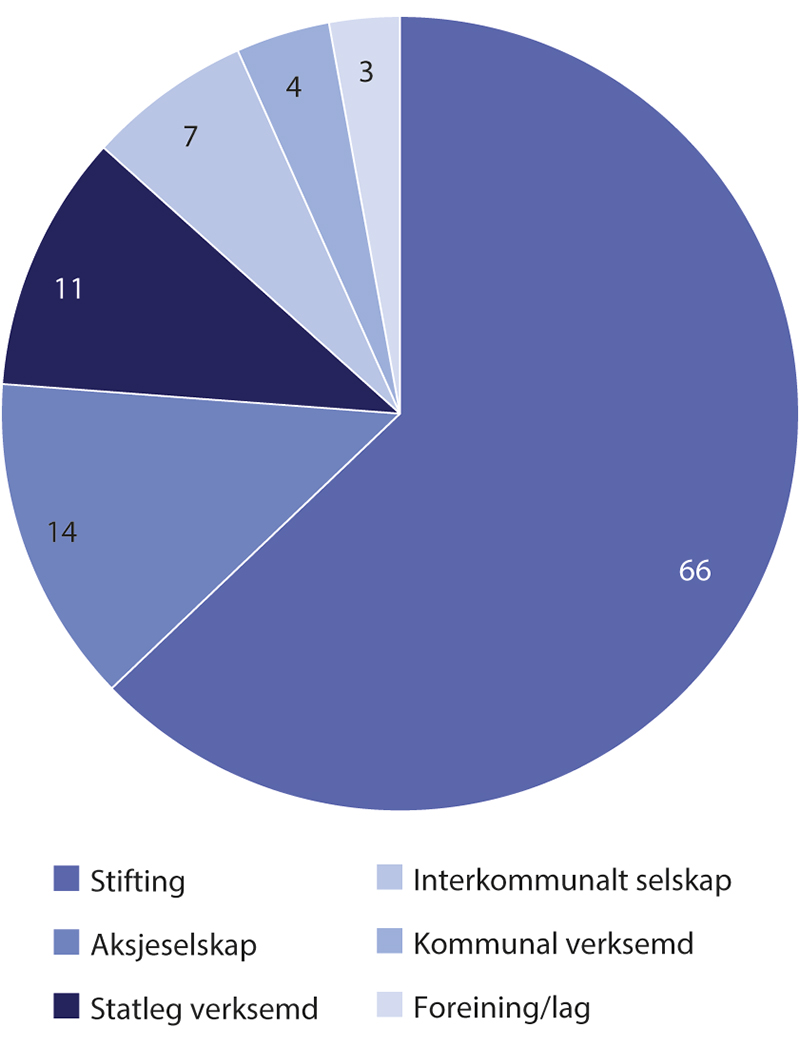 3
4
7
11
14
66
Stifting
Aksjeselskap
Statleg verksemd
Interkommunalt selskap
Kommunal verksemd
Foreining/lag